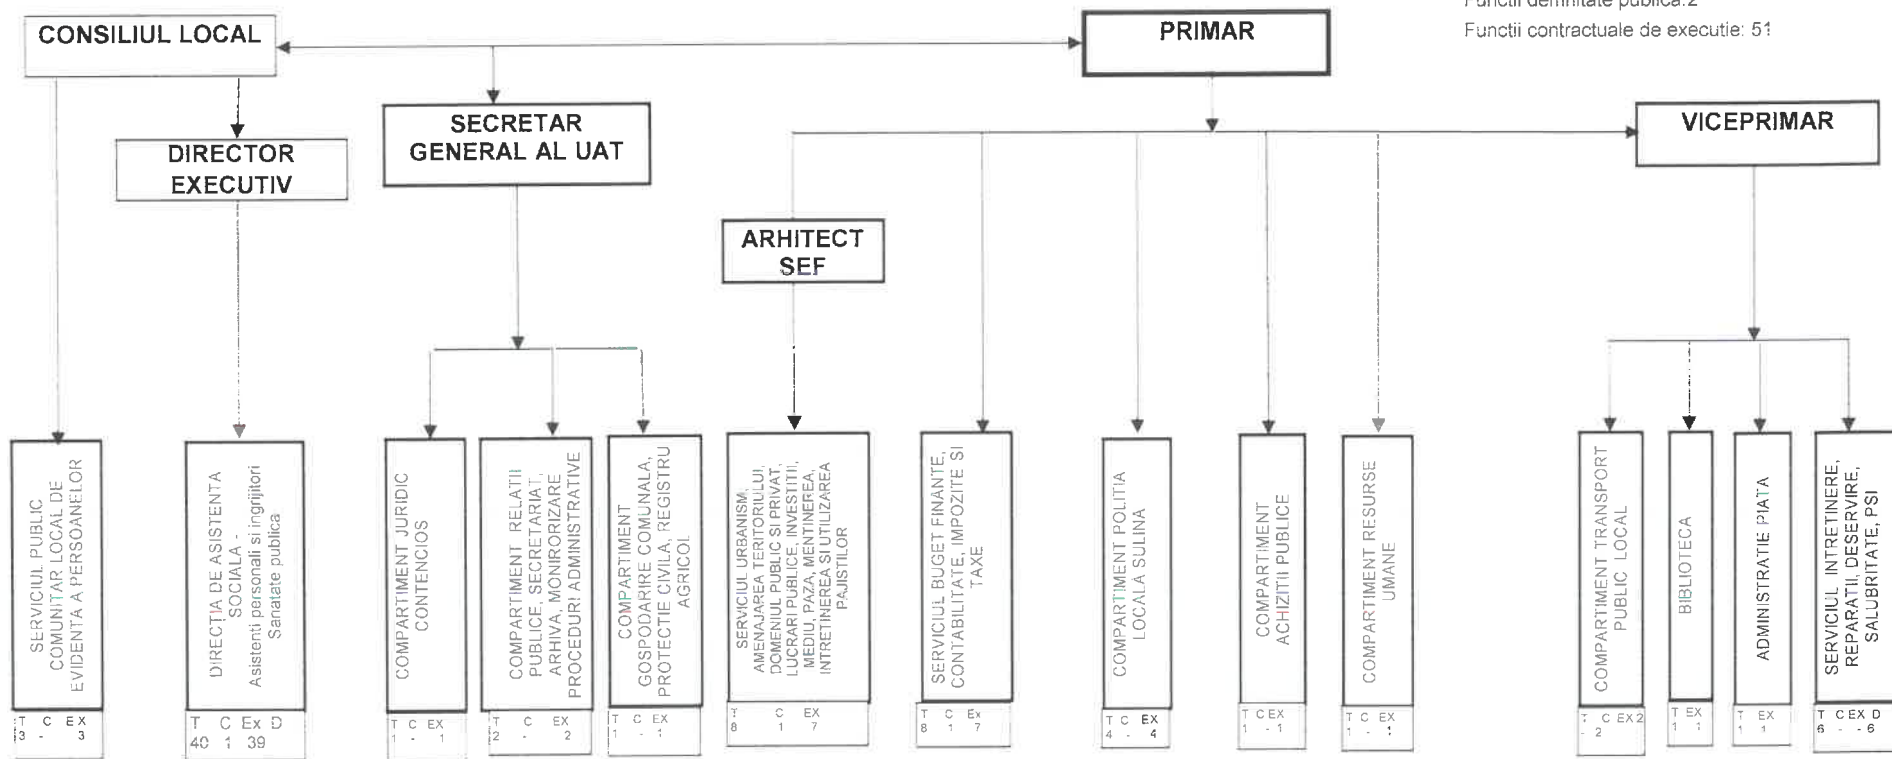 Functii demnitate publica:2
Functii contractuale de executie: 51
CONSILIUL LOCAL
PRIMAR
SECRETAR
GENERAL AL UAT
VICEPRIMAR
DIRECTOR
EXECUTIV
ARHITECT
SEF
SERVICIUL PUBLIC
COMUNITAR LOCAL DE
EVIDENTA A PERSOANELOR
T C EX
3 - 3
DIRECȚIA DE ASISTENTA
SOCIALA -
Asistenti personali si ingrijitori
Sanatate publica
T C Ex D
40 1 39
COMPARTIMENT JURIDIC
CONTENCIOS
T C EX
1 - 1
COMPARTIMENT RELATII
PUBLICE, SECRETARIAT,
ARHIVA, MONIRORIZARE
PROCEDURI ADMINISTRATIVE
T C EX
2 - 2
COMPARTIMENT
GOSPODARIRE COMUNALA,
PROTECTIE CIVILA, REGISTRU
AGRICOL
T C EX
1 - 1
SERVICIUL URBANISM,
AMENAJAREA TERITORIULUI,
DOMENIUL PUBLIC SI PRIVAT,
LUCRARI PUBLICE, INVESTITII,
MEDIU, PAZA, MENTINEREA,
INTRETINEREA SI UTILIZAREA
PAJISTILOR
T C EX
8 1 7
SERVICIUL BUGET FINANTE,
CONTABILITATE, IMPOZITE SI
TAXE
T C Ex
8 1 7
COMPARTIMENT POLITIA
LOCALA SULINA
T C EX
4 - 4
COMPARTIMENT
ACHIZITII PUBLICE
T C EX
1 - 1
COMPARTIMENT RESURSE
UMANE
T C EX
1 - 1
COMPARTIMENT TRANSPORT
PUBLIC LOCAL
T C EX 2
- 2
BIBLIOTECA
T EX
1 1
ADMINISTRATIE PIATA
T EX
1 1
SERVICIUL INTRETINERE,
REPARATII, DESERVIRE,
SALUBRITATE, PSI
T C EX D
6 - - 6